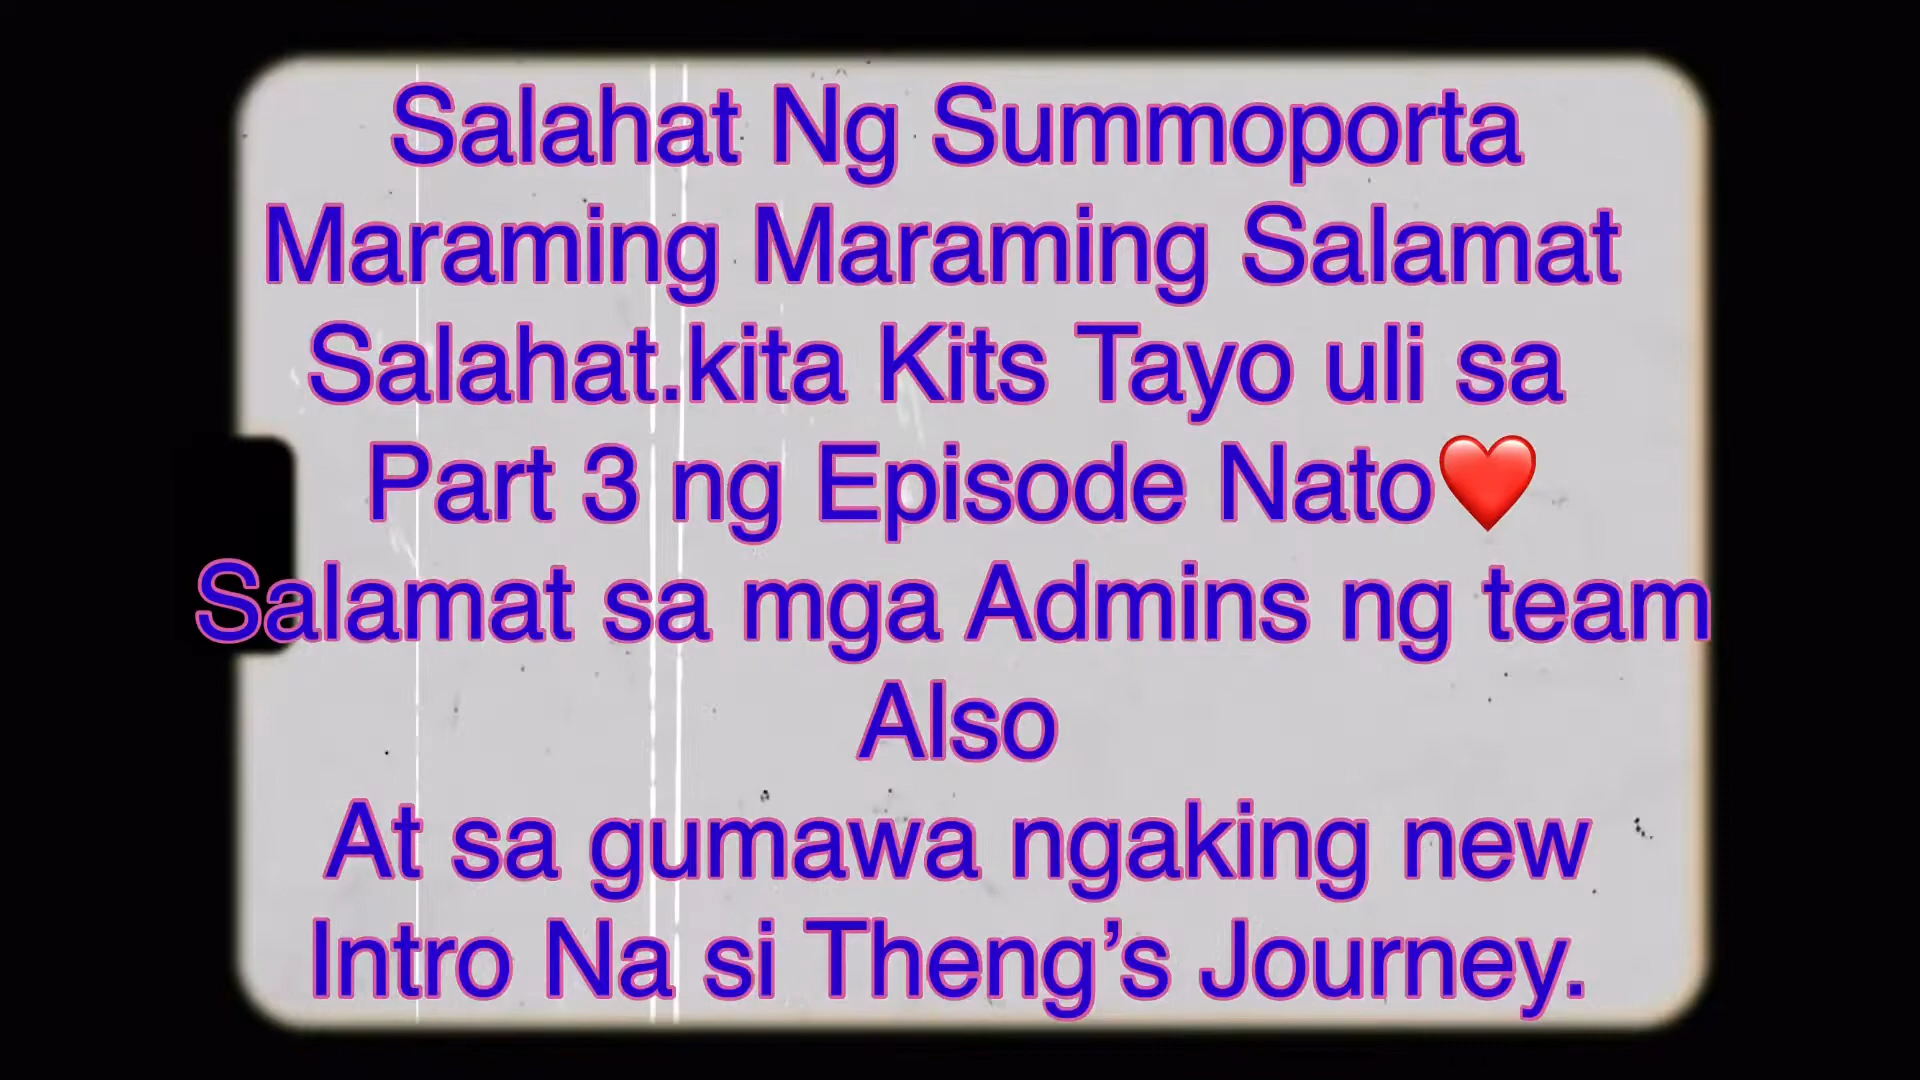 Salahat Ng Summoporta
Maraming Maraming Salamat
Salahat.kita Kits Tayo uli sa
Part 3 ng Episode Nato❤️
Salamat sa mga Admins ng team
Also
At sa gumawa ngaking new
Intro Na si Theng’s Journey.